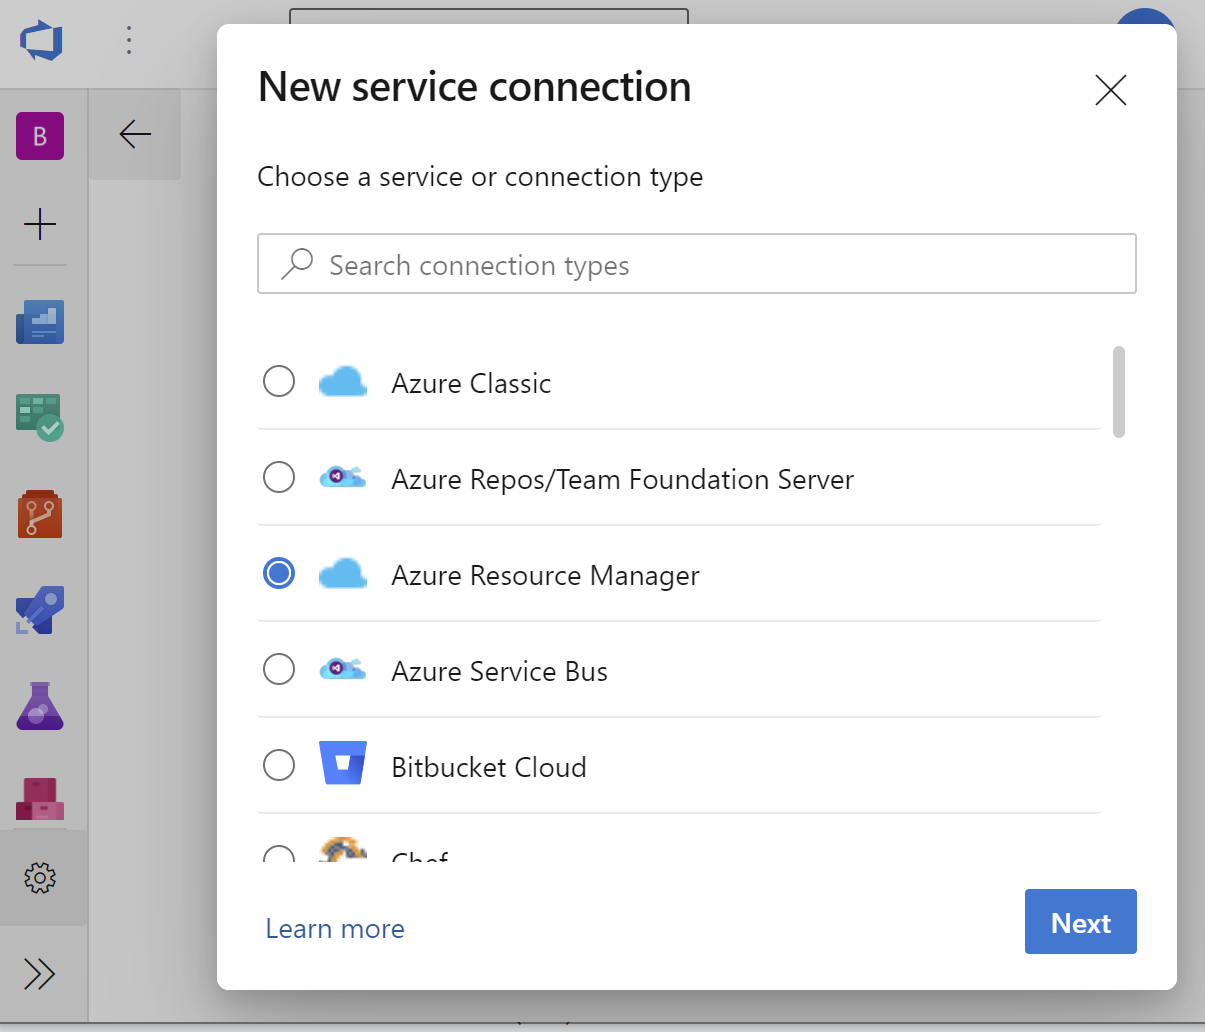 New service connection
B
Choose a service or connection type
Search connection types
Azure Classic
Azure Repos/Team Foundation Server
Azure Resource Manager
Azure Service Bus
Bitbucket Cloud
Chef
Learn more
Next